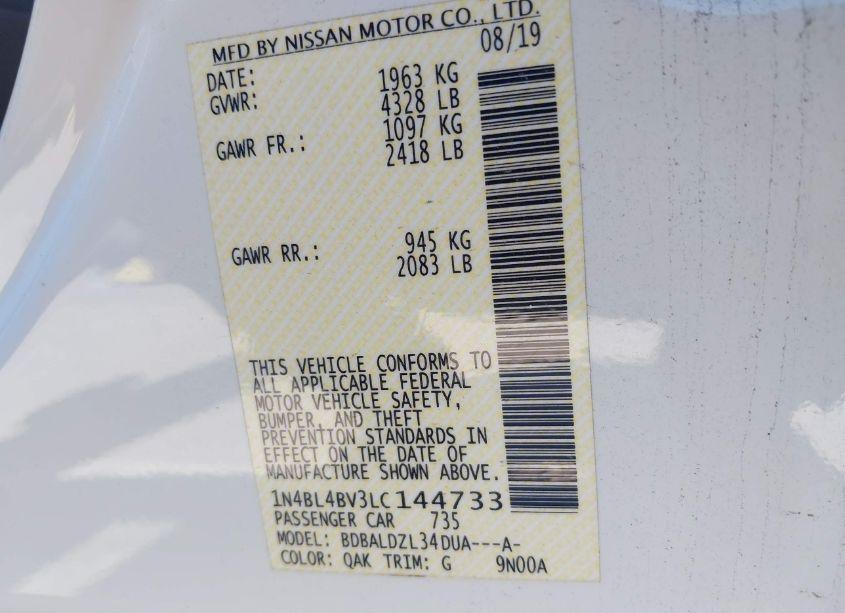 MFD BY NISSAN MOTOR CO., LTD.
DATE: 08/19
GVWR: 1963 KG
4328 LB
GAWR FR.: 1097 KG
2418 LB
GAWR RR.: 945 KG
2083 LB
THIS VEHICLE CONFORMS TO
ALL APPLICABLE FEDERAL
MOTOR VEHICLE SAFETY,
BUMPER, AND THEFT
PREVENTION STANDARDS IN
EFFECT ON THE DATE OF
MANUFACTURE SHOWN ABOVE.
1N4BL4BV3LC144733
PASSENGER CAR 735
MODEL: BDBALDZL34DUA---A-
COLOR: QAK TRIM: G 9N00A